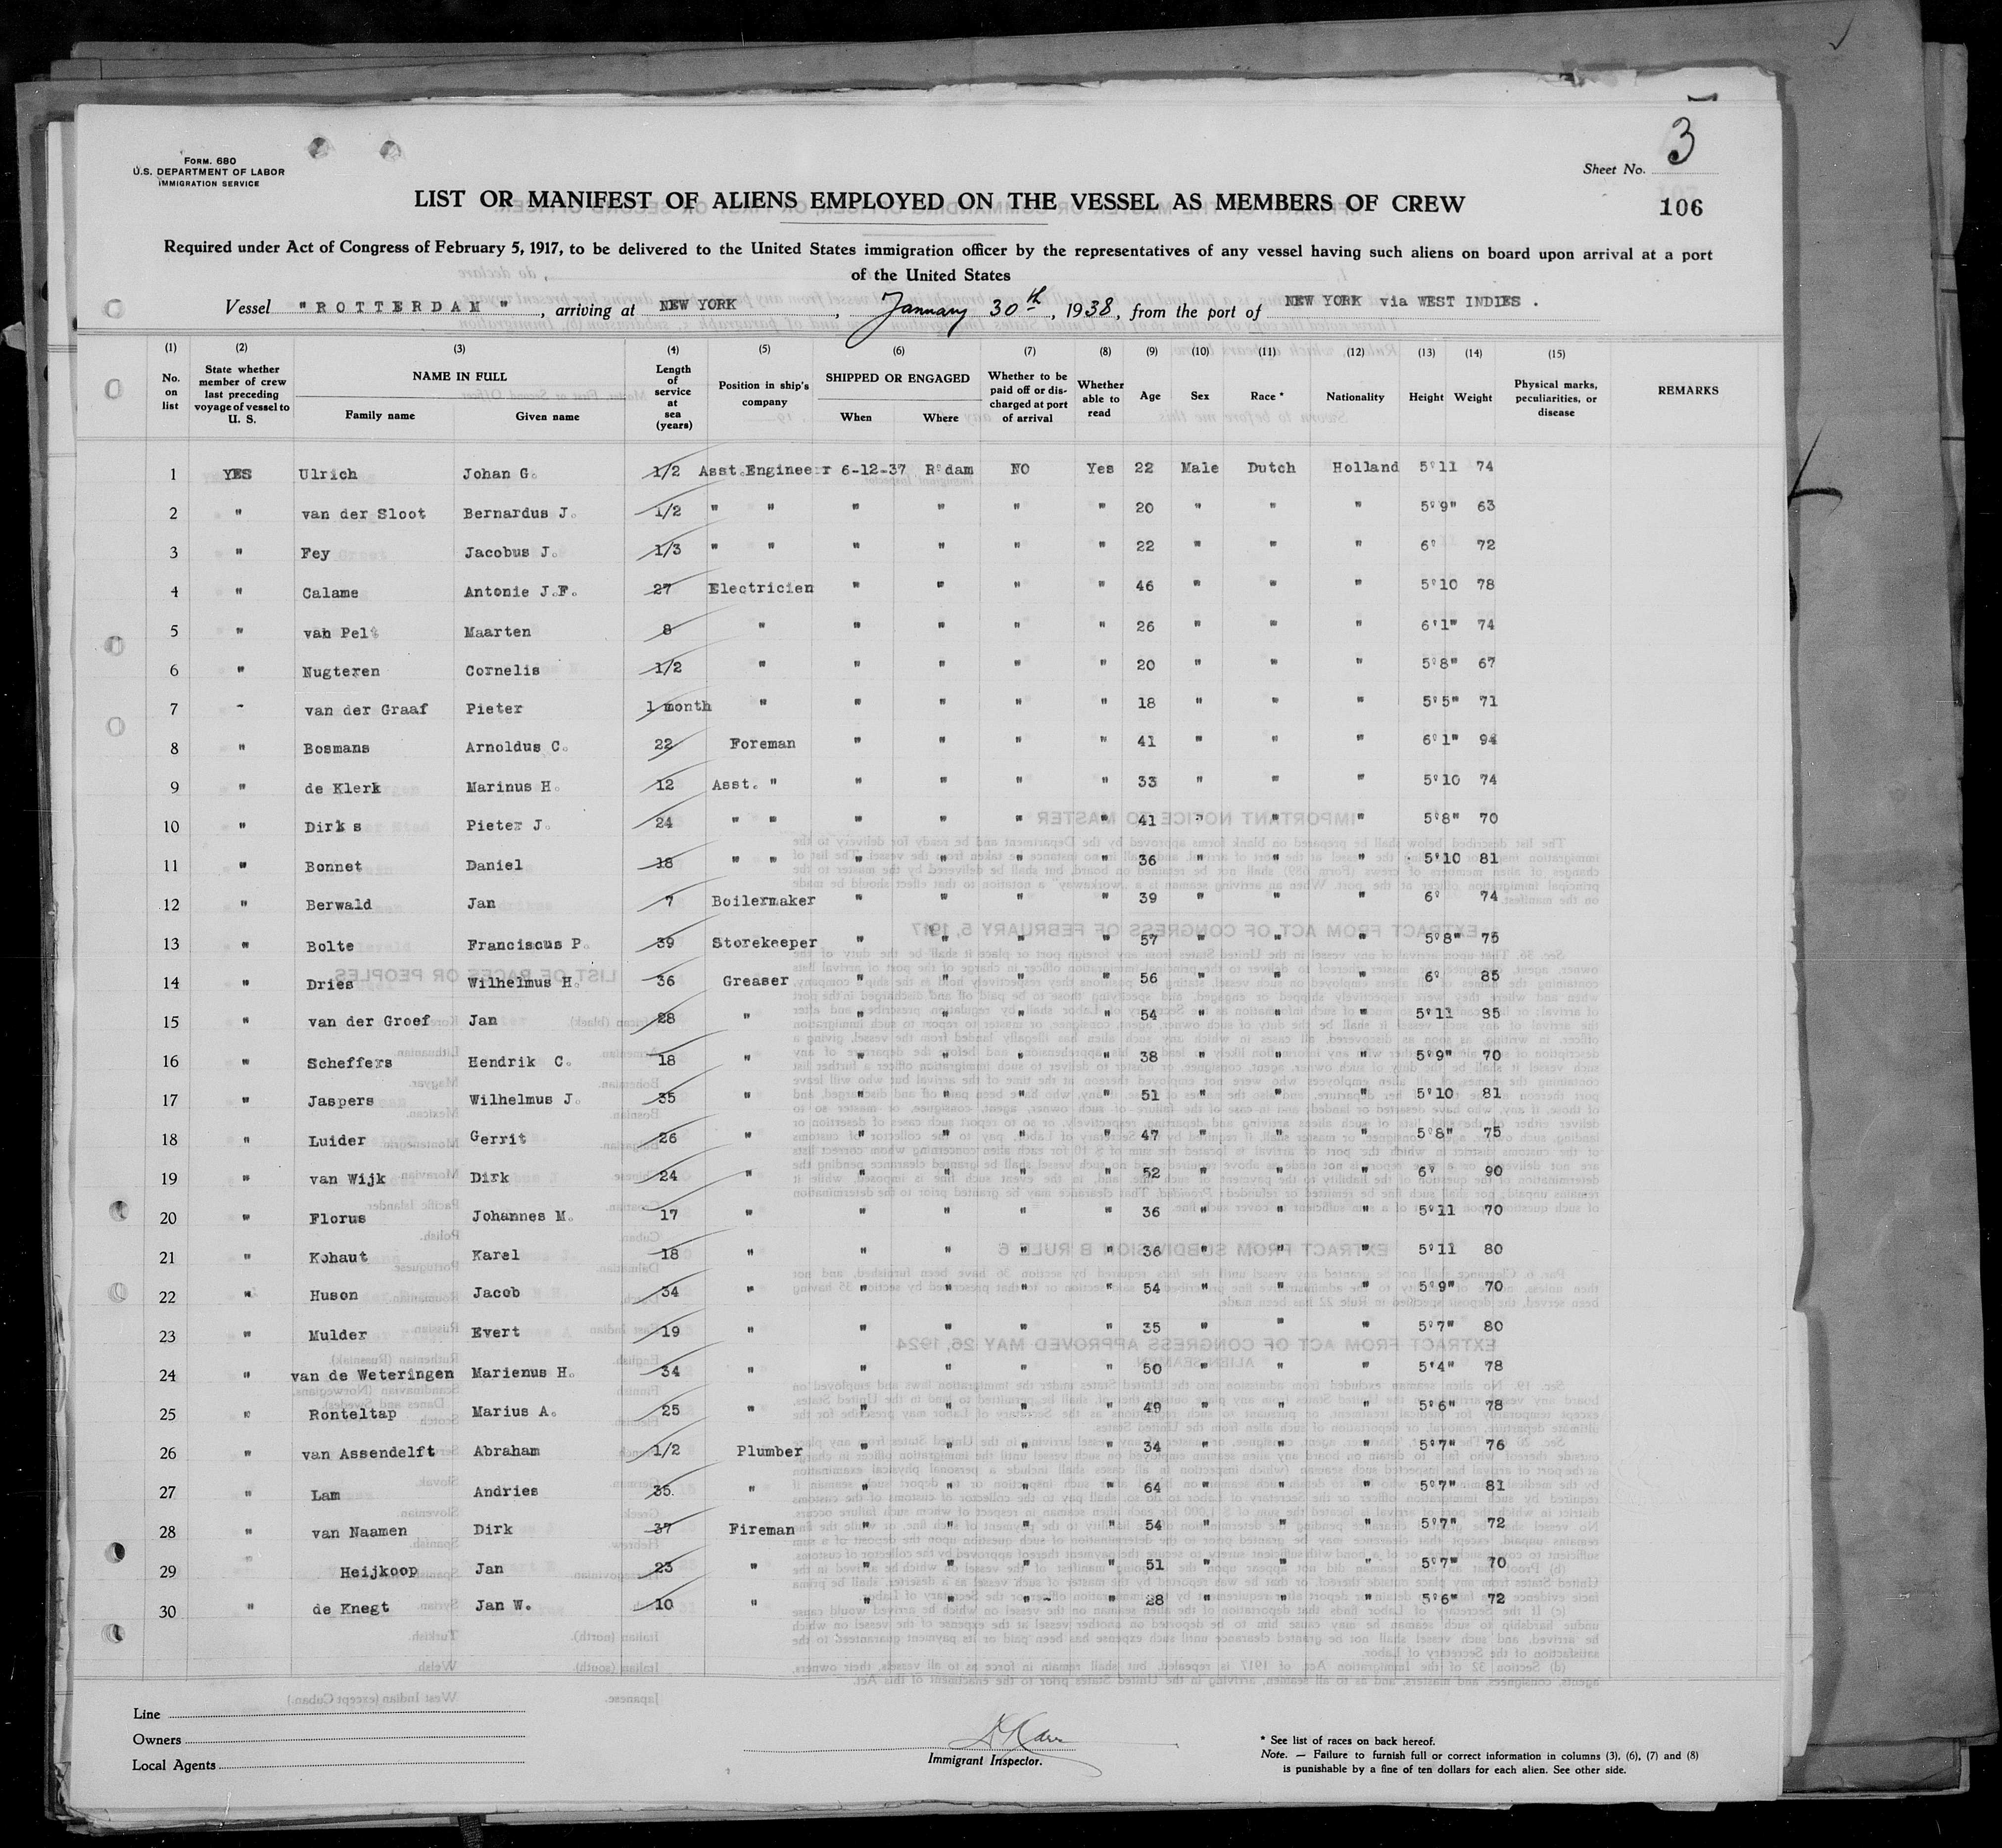 3
FORM. 680
U.S. DEPARTMENT OF LABOR
IMMIGRATION SERVICE
Sheet No.
LIST OR MANIFEST OF ALIENS EMPLOYED ON THE VESSEL AS MEMBERS OF CREW
106
Required under Act of Congress of February 5, 1917, to be delivered to the United States immigration officer by the representatives of any vessel having such aliens on board upon arrival at a port
of the United States
Vessel "ROTTERDAM", arriving at NEW YORK, January 30th, 1938, from the port of NEW YORK via WEST INDIES.
(1) (2) (3) (4) (5) (6) (7) (8) (9) (10) (11) (12) (13) (14) (15)
No. on list State whether member of crew last preceding voyage of vessel to U. S. NAME IN FULL Family name Given name Length of service at sea (years) Position in ship's company SHIPPED OR ENGAGED When Where Whether to be paid off or discharged at port of arrival Whether able to read Age Sex Race * Nationality Height Weight Physical marks, peculiarities, or disease REMARKS
1 YES Ulrich Johan G. 1/2 Asst.Engineer 6-12-37 R'dam NO Yes 22 Male Dutch Holland 5'11 74
2 " van der Sloot Bernardus J. 1/2 " " " " " " 20 " " " 5'9" 63
3 " Fey Jacobus J. 1/3 " " " " " " 22 " " " 6' 72
4 " Calame Antonie J.F. 27 Electricien " " " " 46 " " " 5'10 78
5 " van Pelt Maarten 8 " " " " " 26 " " " 6'1" 74
6 " Nugteren Cornelis 1/2 " " " " " 20 " " " 5'8" 67
7 " van der Graaf Pieter 1 month " " " " " 18 " " " 5'5" 71
8 " Bosmans Arnoldus C. 22 Foreman " " " " 41 " " " 6'1" 94
9 " de Klerk Marinus H. 12 Asst. " " " " " 33 " " " 5'10 74
10 " Dirks Pieter J. 24 " " " " " " 41 " " " 5'8" 70
11 " Bonnet Daniel 18 " " " " " " 36 " " " 5'10 81
12 " Berwald Jan 7 Boilermaker " " " " 39 " " " 6' 74
13 " Bolte Franciscus P. 39 Storekeeper " " " " 57 " " " 5'8" 75
14 " Dries Wilhelmus H. 36 Greaser " " " " 56 " " " 6' 85
15 " van der Groef Jan 28 " " " " " 54 " " " 5'11 85
16 " Scheffers Hendrik C. 18 " " " " " 38 " " " 5'9" 70
17 " Jaspers Wilhelmus J. 35 " " " " " 51 " " " 5'10 81
18 " Luider Gerrit 26 " " " " " 47 " " " 5'8" 75
19 " van Wijk Dirk 24 " " " " " 52 " " " 6' 90
20 " Florus Johannes M. 17 " " " " " 36 " " " 5'11 70
21 " Kohaut Karel 18 " " " " " 36 " " " 5'11 80
22 " Huson Jacob 34 " " " " " 54 " " " 5'9" 70
23 " Mulder Evert 19 " " " " " 35 " " " 5'7" 80
24 " van de Weteringen Marienus H. 34 " " " " " 50 " " " 5'4" 78
25 " Ronteltap Marius A. 25 " " " " " 49 " " " 5'6" 78
26 " van Assendelft Abraham 1/2 Plumber " " " " 34 " " " 5'7" 76
27 " Lam Andries 35 " " " " " 64 " " " 5'7" 81
28 " van Naamen Dirk 37 Fireman " " " " 54 " " " 5'7" 72
29 " Heijkoop Jan 23 " " " " " 51 " " " 5'7" 70
30 " de Knegt Jan W. 10 " " " " " 28 " " " 5'6" 72
Line
Owners
Local Agents
Immigrant Inspector.
* See list of races on back hereof.
Note. — Failure to furnish full or correct information in columns (3), (6), (7) and (8)
is punishable by a fine of ten dollars for each alien. See other side.